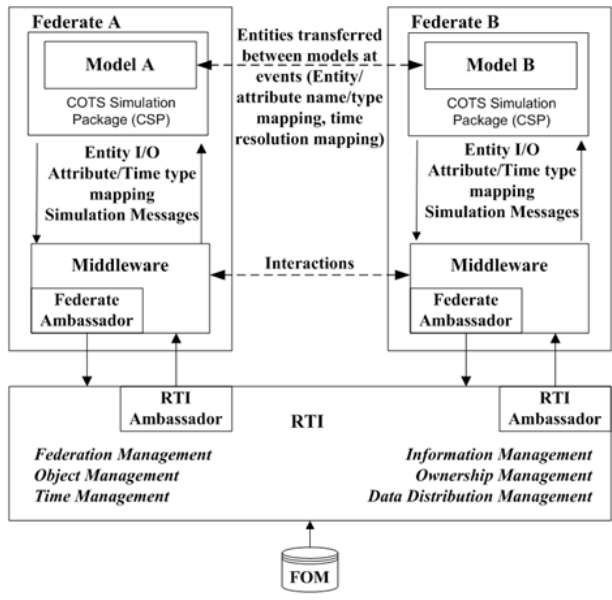 Federate A
Model A
COTS Simulation
Package (CSP)
Entity I/O
Attribute/Time type
mapping
Simulation Messages
Middleware
Federate
Ambassador
Entities transferred
between models at
events (Entity/
attribute name/type
mapping, time
resolution mapping)
Interactions
Federate B
Model B
COTS Simulation
Package (CSP)
Entity I/O
Attribute/Time type
mapping
Simulation Messages
Middleware
Federate
Ambassador
RTI
Ambassador
RTI
RTI
Ambassador
Federation Management
Object Management
Time Management
Information Management
Ownership Management
Data Distribution Management
FOM